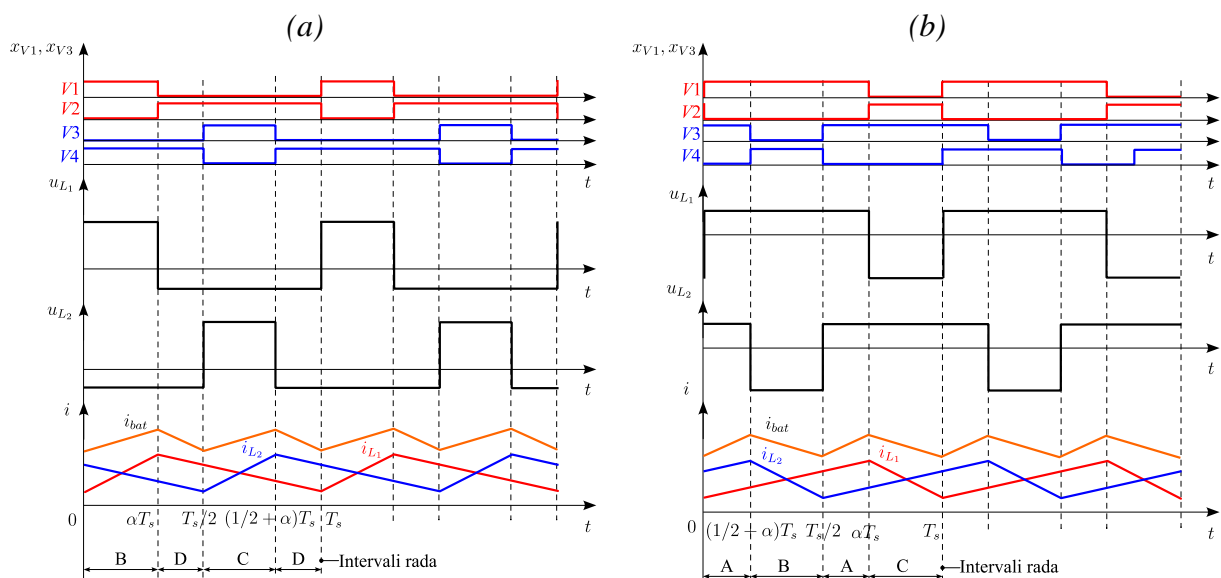 (a)
x_{V1}, x_{V3}
V1
V2
V3
V4
t
u_{L_1}
t
u_{L_2}
t
i
i_{bat}
i_{L_2}
i_{L_1}
0
αT_s
T_s/2
(1/2 + α)T_s
T_s
t
B
D
C
D
Intervali rada
(b)
x_{V1}, x_{V3}
V1
V2
V3
V4
t
u_{L_1}
t
u_{L_2}
t
i
i_{bat}
i_{L_2}
i_{L_1}
0
(1/2 + α)T_s
T_s/2
αT_s
T_s
t
A
B
A
C
Intervali rada